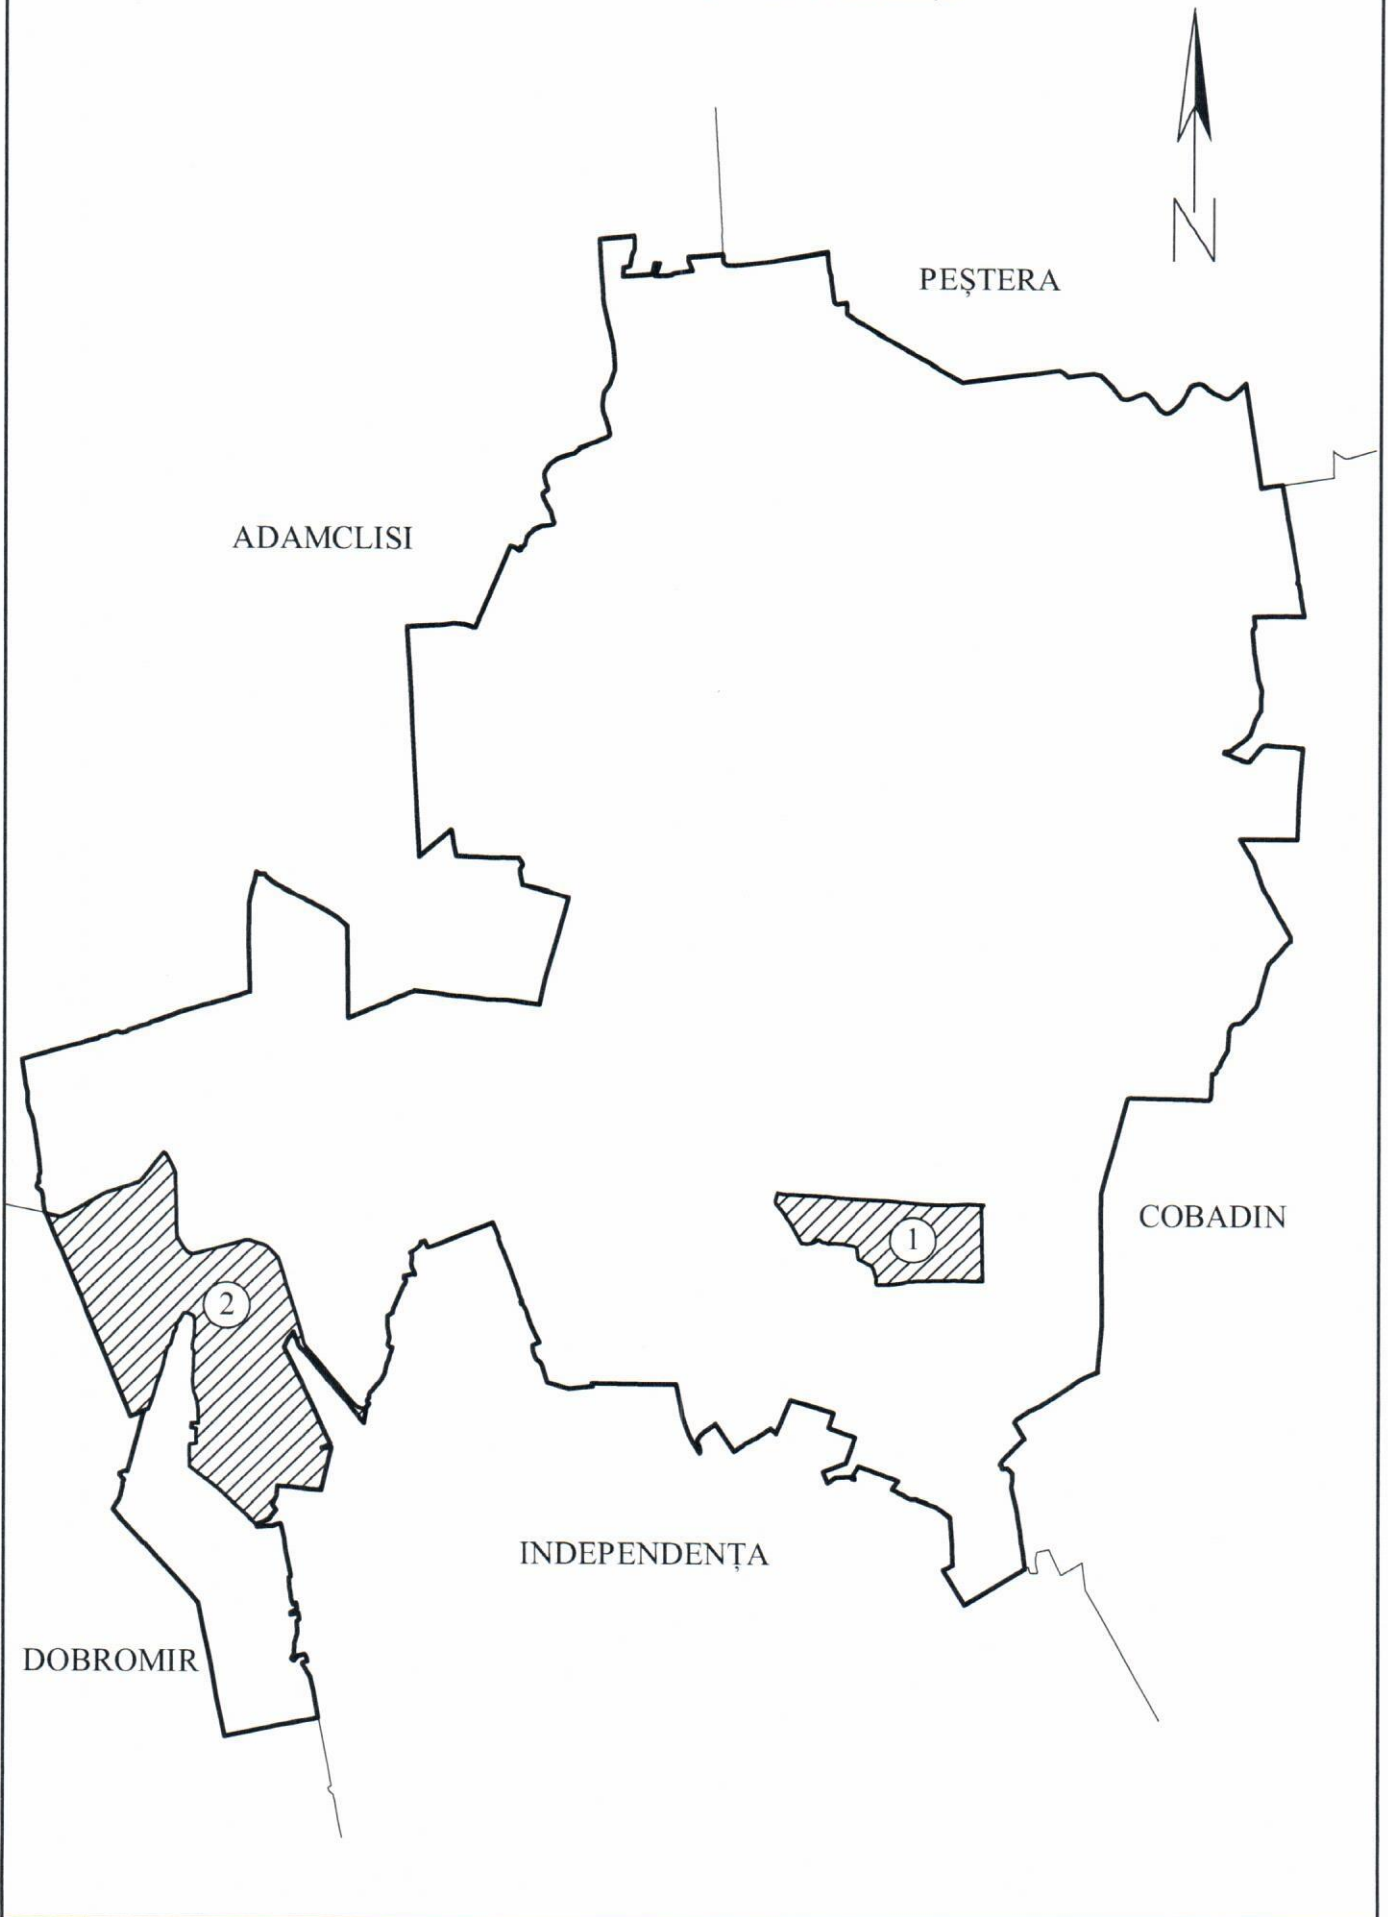 N
PEȘTERA
ADAMCLISI
COBADIN
1
2
INDEPENDENȚA
DOBROMIR